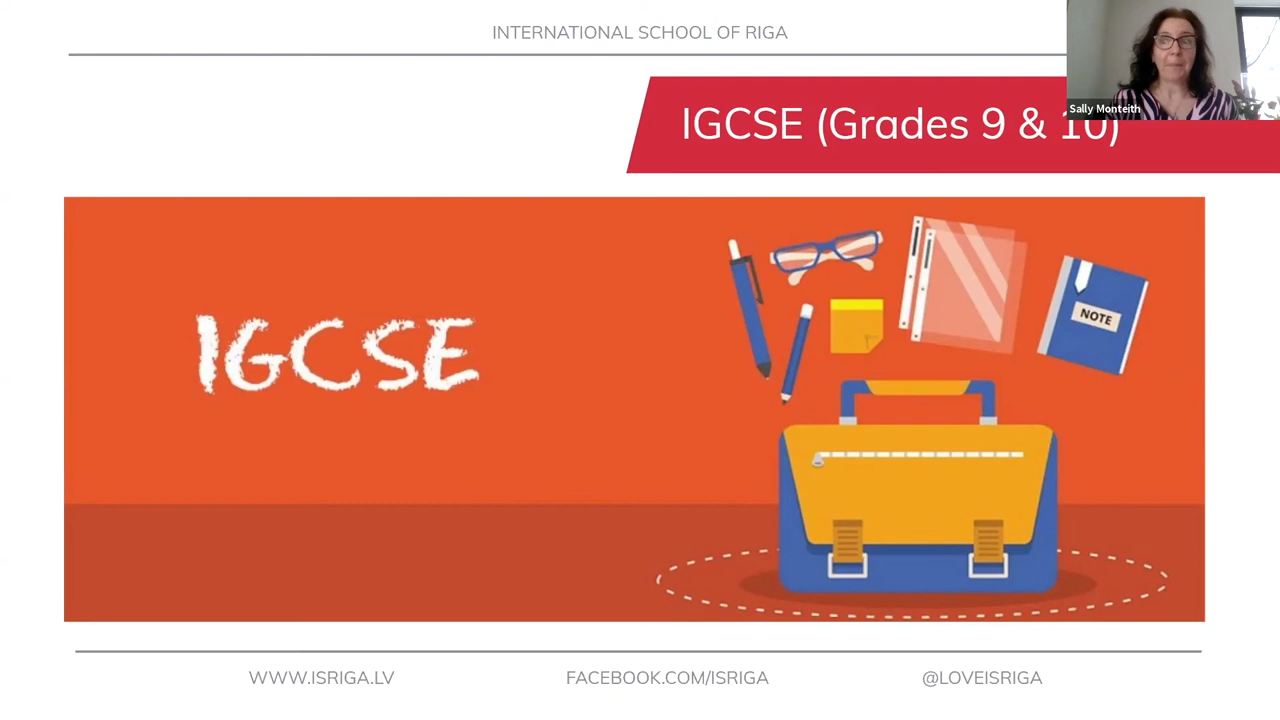 INTERNATIONAL SCHOOL OF RIGA
Sally Monteith
IGCSE (Grades 9 & 10)
IGCSE
NOTE
WWW.ISRIGA.LV
FACEBOOK.COM/ISRIGA
@LOVEISRIGA